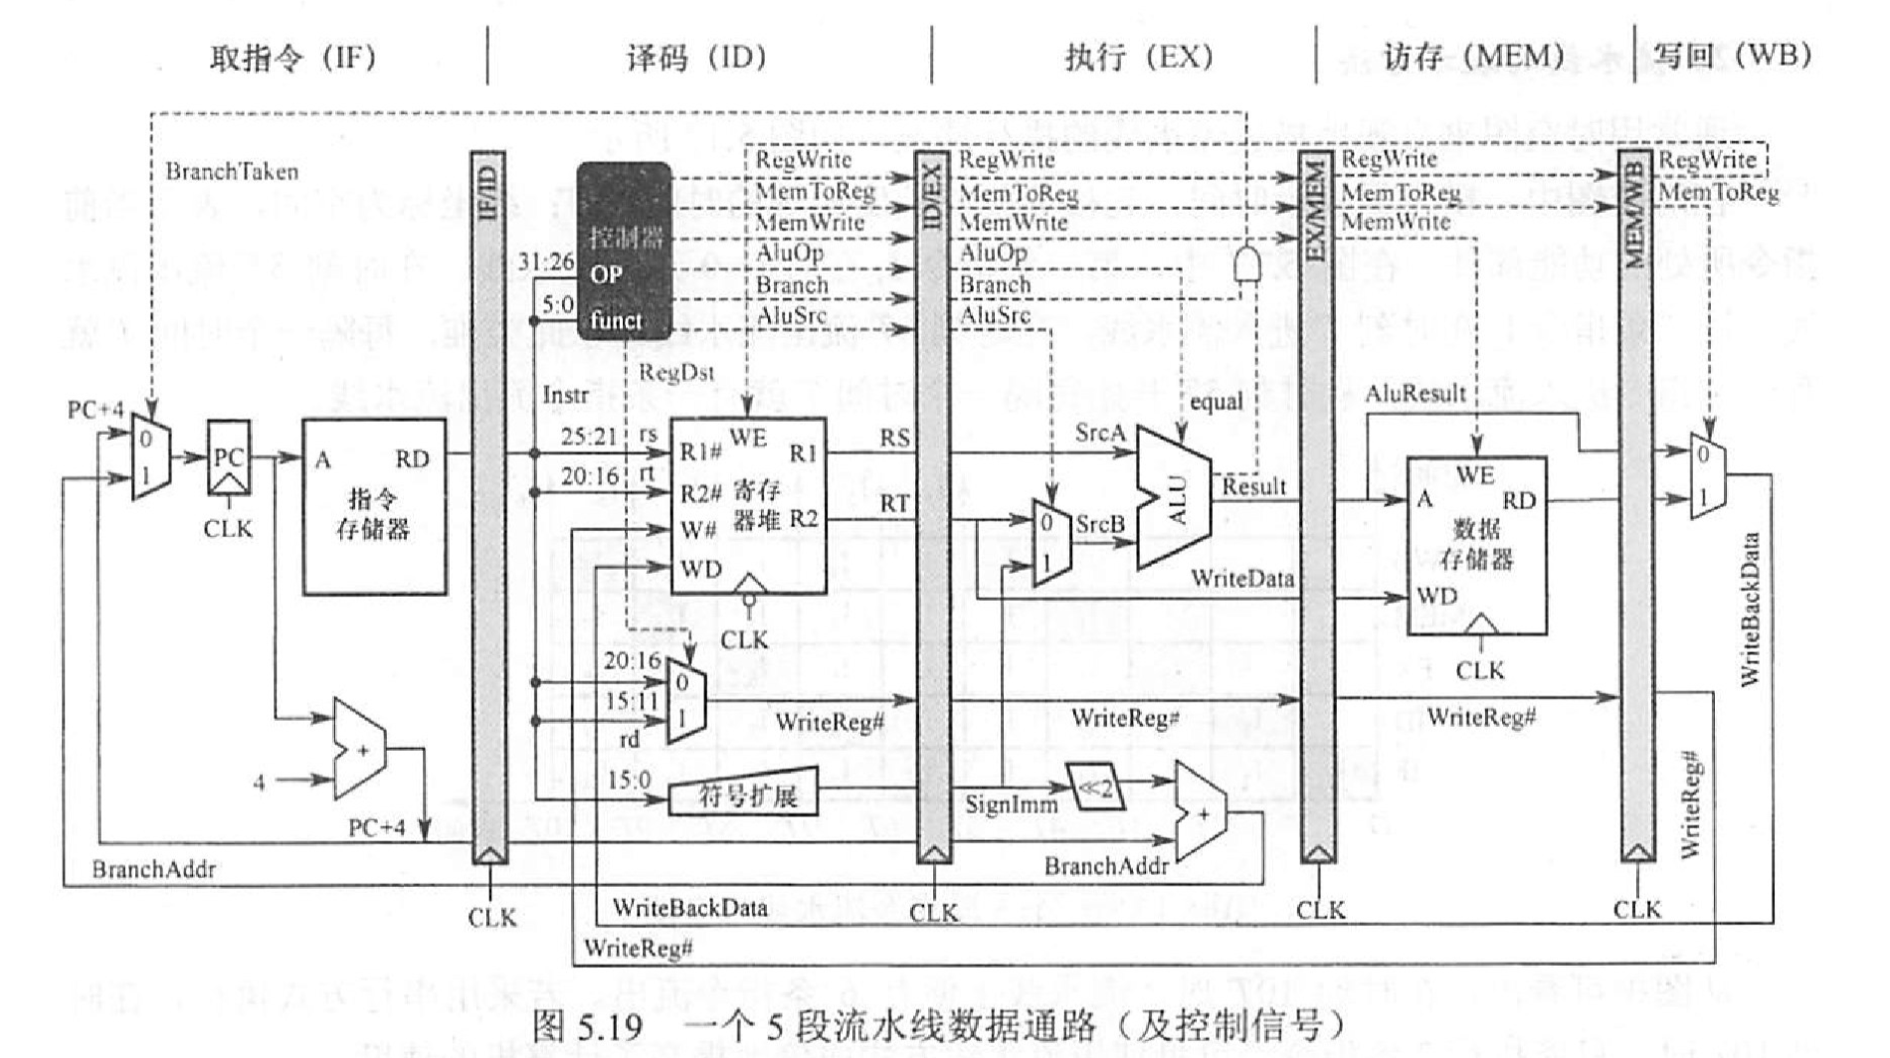 取指令（IF） 译码（ID） 执行（EX） 访存（MEM） 写回（WB）
BranchTaken
IF/ID
控制器
OP
funct
31:26
5:0
RegWrite
MemToReg
MemWrite
AluOp
Branch
AluSrc
RegDst
ID/EX
RegWrite
MemToReg
MemWrite
AluOp
Branch
AluSrc
EX/MEM
RegWrite
MemToReg
MemWrite
MEM/WB
RegWrite
MemToReg
PC+4
0
1
PC
CLK
A RD
指令
存储器
Instr
25:21 rs
20:16 rt
R1# WE R1
R2# 寄存
器堆 R2
W#
WD
CLK
RS
RT
equal
SrcA
0
1
SrcB
ALU
Result
WriteData
AluResult
WE
A RD
数据
存储器
WD
CLK
0
1
WriteBackData
20:16
0
15:11
1
rd
WriteReg#
WriteReg#
WriteReg#
WriteReg#
4
+
PC+4
15:0
符号扩展
SignImm
≪2
+
BranchAddr
BranchAddr
CLK
CLK
CLK
CLK
WriteBackData
WriteReg#
图 5.19 一个 5 段流水线数据通路（及控制信号）